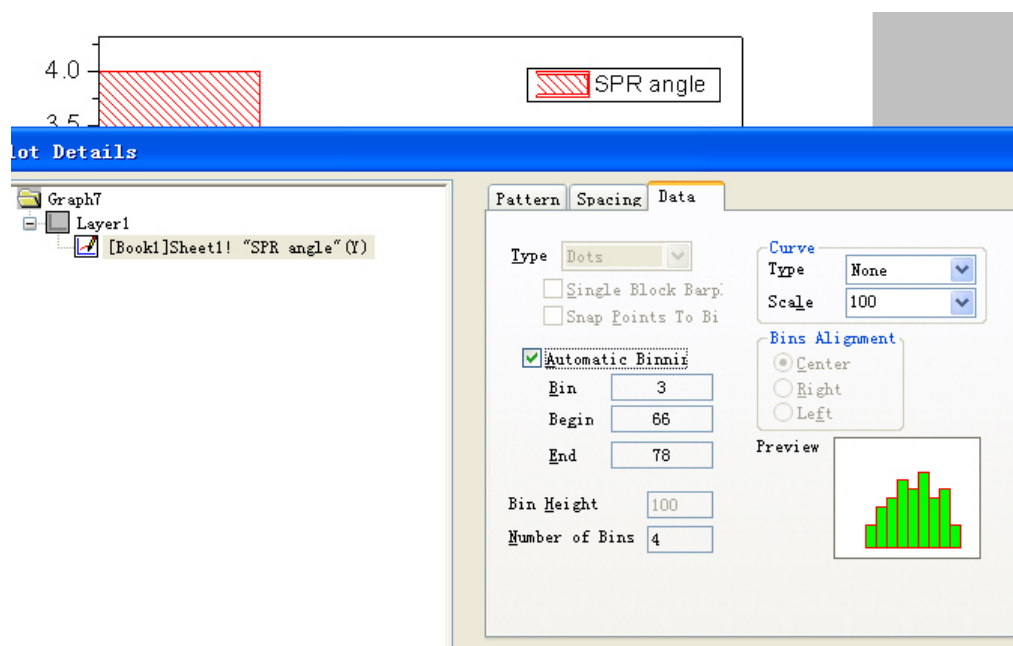 4.0
SPR angle
3.5
lot Details
Graph7
Layer1
[Book1]Sheet1! "SPR angle"(Y)
Pattern Spacing Data
Type Dots
Single Block Barp
Snap Points To Bi
Automatic Binnin
Bin 3
Begin 66
End 78
Bin Height 100
Number of Bins 4
Curve
Type None
Scale 100
Bins Alignment
Center
Right
Left
Preview